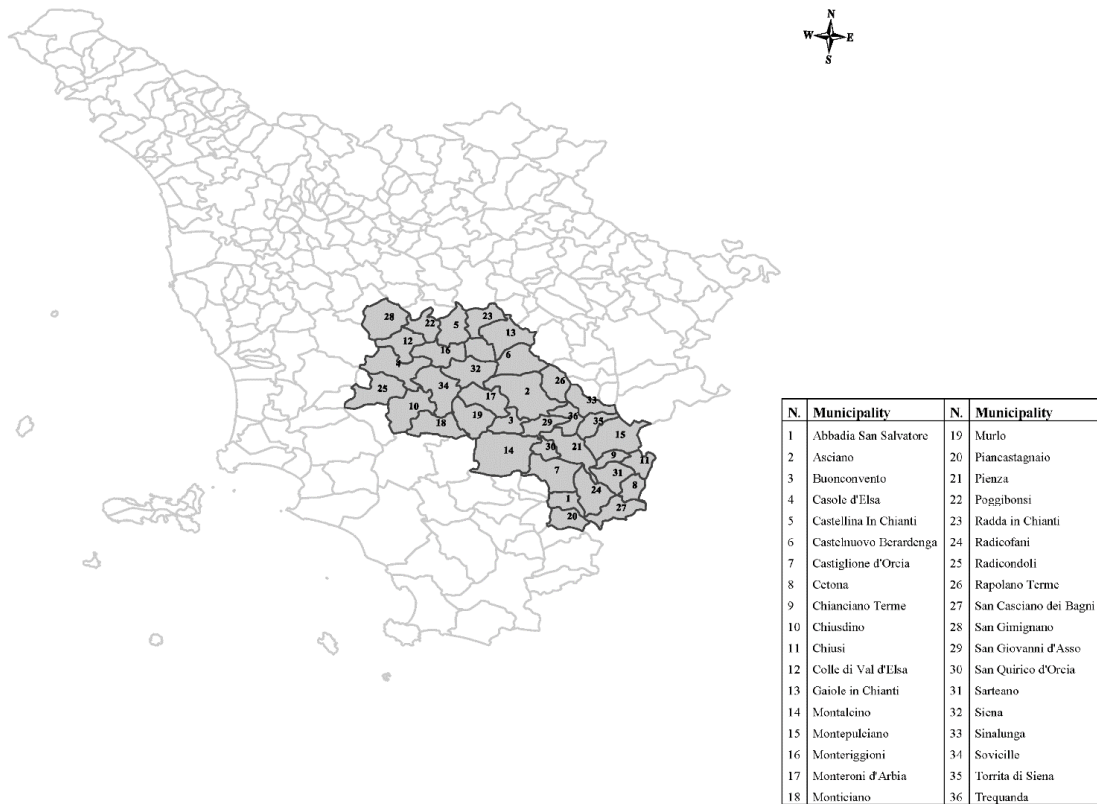 N
W E
S
28
22
5
23
13
12
16
6
4
32
25
34
26
2
17
33
10
36
35
19
3
29
18
15
30
21
14
9
11
7
31
24
8
1
27
20
N. Municipality N. Municipality
1 Abbadia San Salvatore 19 Murlo
2 Asciano 20 Piancastagnaio
3 Buonconvento 21 Pienza
4 Casole d'Elsa 22 Poggibonsi
5 Castellina In Chianti 23 Radda in Chianti
6 Castelnuovo Berardenga 24 Radicofani
7 Castiglione d'Orcia 25 Radicondoli
8 Cetona 26 Rapolano Terme
9 Chianciano Terme 27 San Casciano dei Bagni
10 Chiusdino 28 San Gimignano
11 Chiusi 29 San Giovanni d'Asso
12 Colle di Val d'Elsa 30 San Quirico d'Orcia
13 Gaiole in Chianti 31 Sarteano
14 Montalcino 32 Siena
15 Montepulciano 33 Sinalunga
16 Monteriggioni 34 Sovicille
17 Monteroni d'Arbia 35 Torrita di Siena
18 Monticiano 36 Trequanda